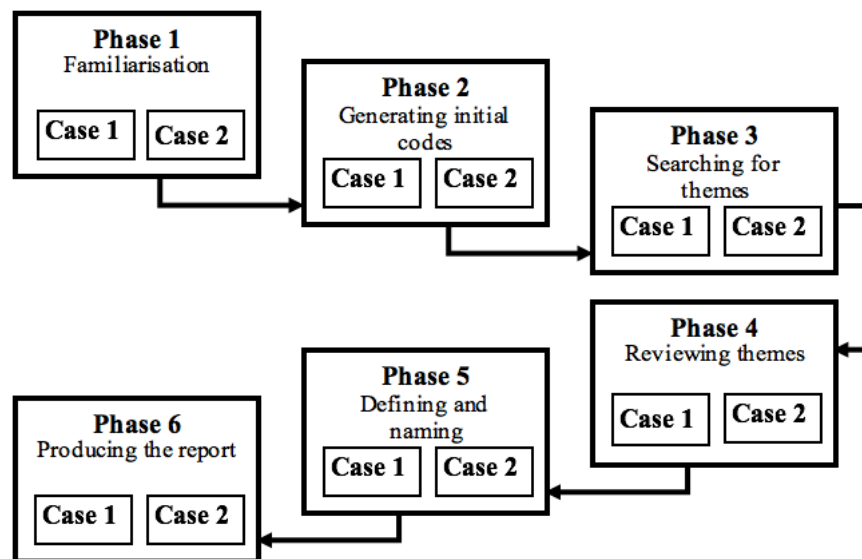 Phase 1
Familiarisation
Case 1
Case 2
Phase 2
Generating initial
codes
Case 1
Case 2
Phase 3
Searching for
themes
Case 1
Case 2
Phase 4
Reviewing themes
Case 1
Case 2
Phase 5
Defining and
naming
Case 1
Case 2
Phase 6
Producing the report
Case 1
Case 2